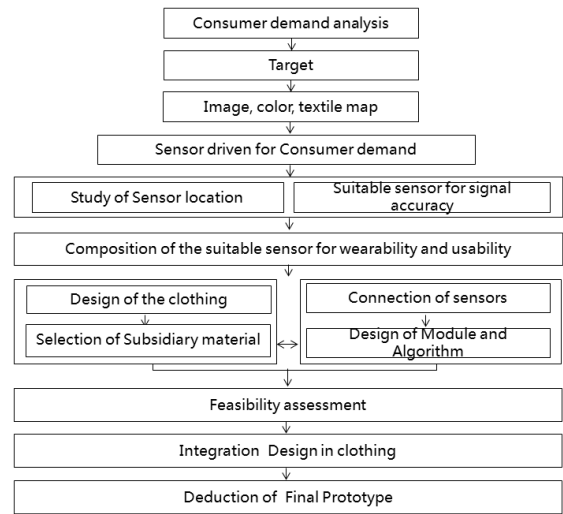 Consumer demand analysis
Target
Image, color, textile map
Sensor driven for Consumer demand
Study of Sensor location
Suitable sensor for signal
accuracy
Composition of the suitable sensor for wearability and usability
Design of the clothing
Selection of Subsidiary material
Connection of sensors
Design of Module and
Algorithm
Feasibility assessment
Integration  Design in clothing
Deduction of  Final Prototype